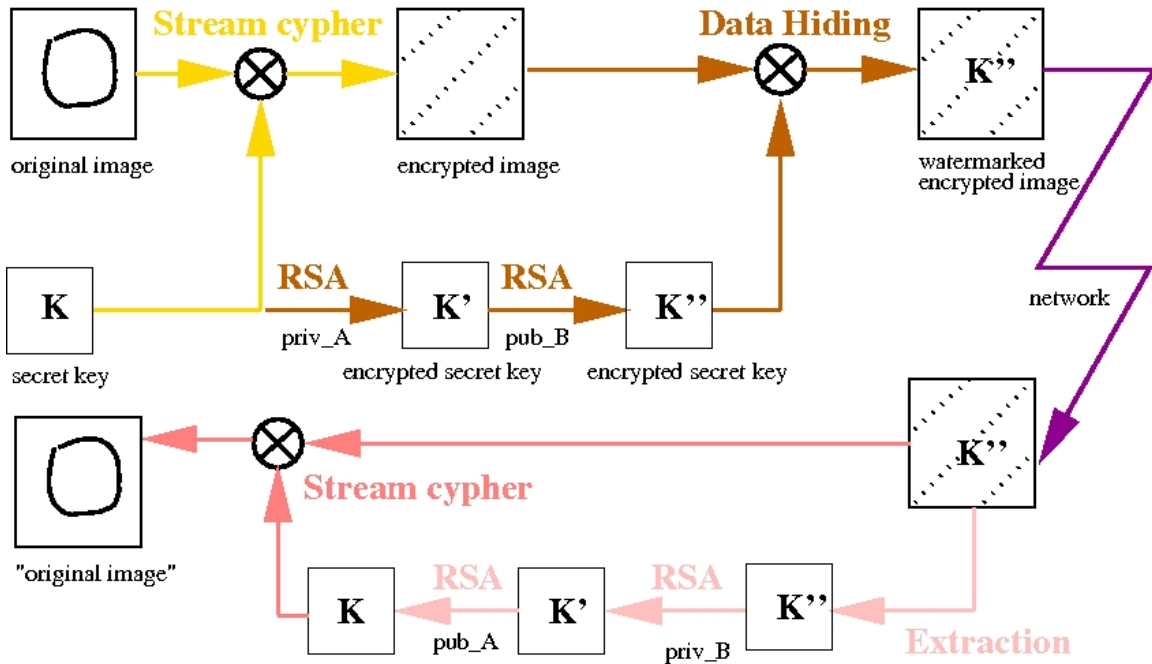 Stream cypher
Data Hiding
K’’
original image
encrypted image
watermarked
encrypted image
RSA
RSA
K
K’
K’’
network
priv_A
pub_B
secret key
encrypted secret key
encrypted secret key
K’’
Stream cypher
"original image"
RSA
RSA
K
K’
K’’
pub_A
priv_B
Extraction